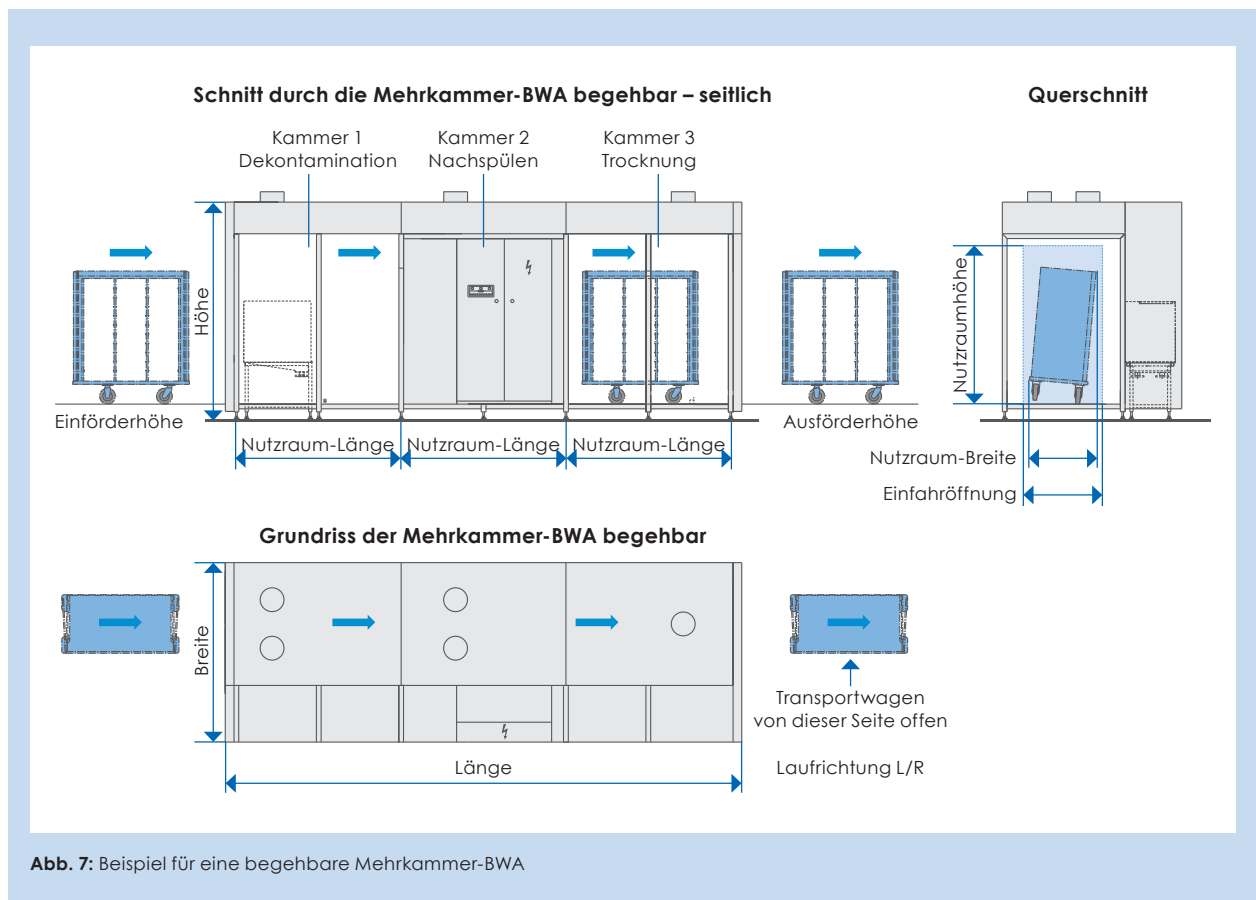 Schnitt durch die Mehrkammer-BWA begehbar – seitlich
Querschnitt
Kammer 1
Dekontamination
Kammer 2
Nachspülen
Kammer 3
Trocknung
Höhe
Nutzraumhöhe
Einförderhöhe
Ausförderhöhe
Nutzraum-Länge
Nutzraum-Länge
Nutzraum-Länge
Nutzraum-Breite
Einfahröffnung
Grundriss der Mehrkammer-BWA begehbar
Breite
Transportwagen
von dieser Seite offen
Länge
Laufrichtung L/R
Abb. 7: Beispiel für eine begehbare Mehrkammer-BWA